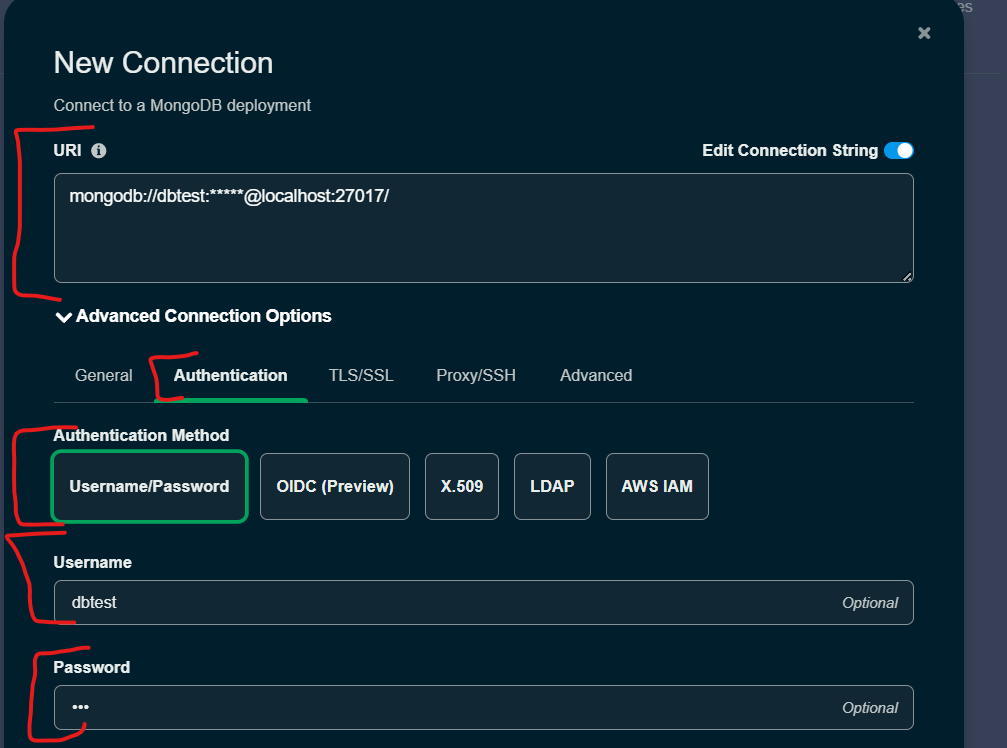 es
New Connection
Connect to a MongoDB deployment
URI
Edit Connection String
mongodb://dbtest:*****@localhost:27017/
Advanced Connection Options
General Authentication TLS/SSL Proxy/SSH Advanced
Authentication Method
Username/Password OIDC (Preview) X.509 LDAP AWS IAM
Username
dbtest Optional
Password
••• Optional